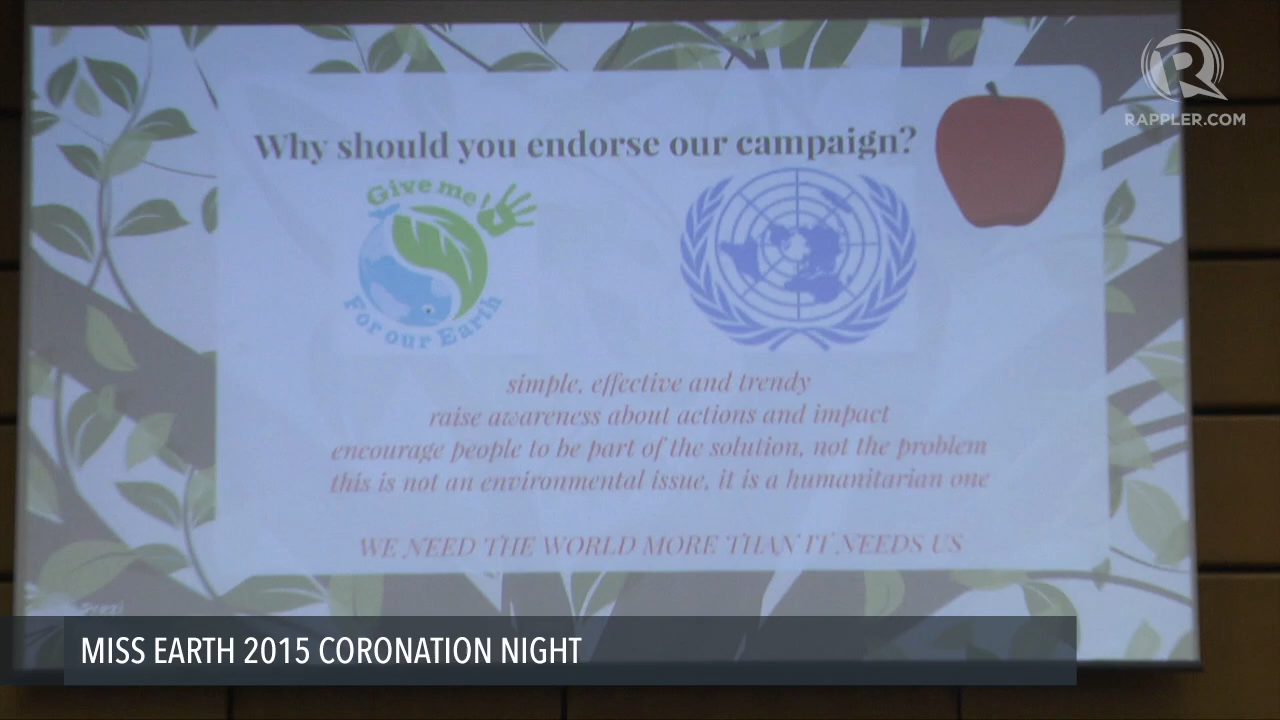 RAPPLER.COM
Why should you endorse our campaign?
Give me!
For our Earth
simple, effective and trendy
raise awareness about actions and impact
encourage people to be part of the solution, not the problem
this is not an environmental issue, it is a humanitarian one
WE NEED THE WORLD MORE THAN IT NEEDS US
Prezi
MISS EARTH 2015 CORONATION NIGHT